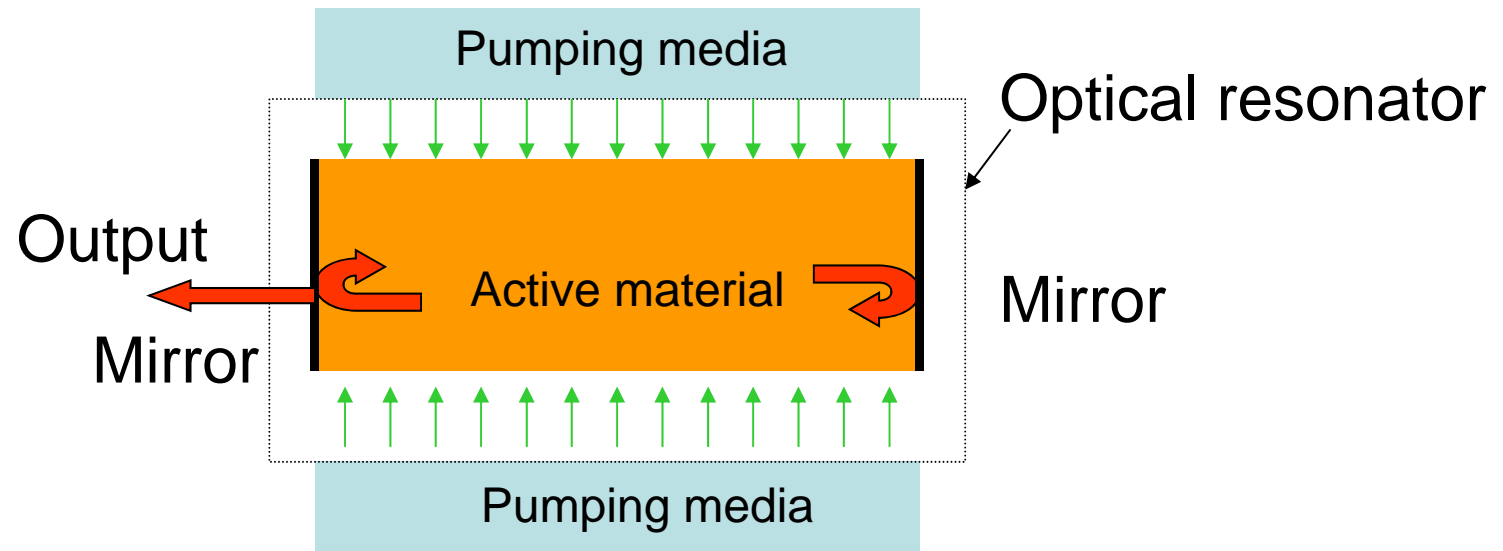 Pumping media
Optical resonator
Output
Active material
Mirror
Mirror
Pumping media